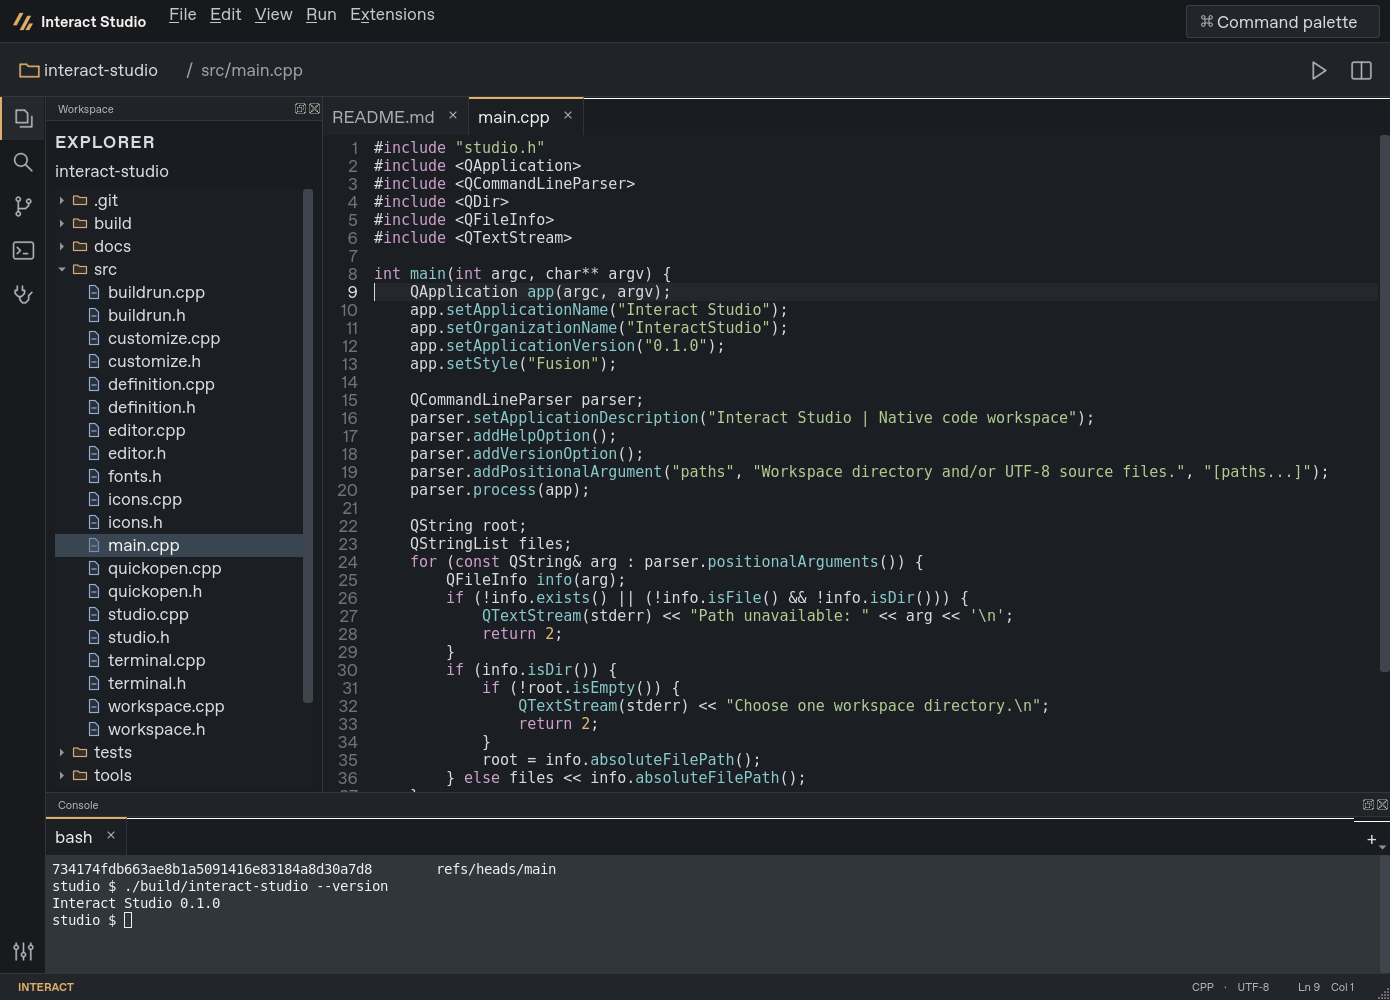 Interact Studio File Edit View Run Extensions ⌘ Command palette
interact-studio / src/main.cpp
Workspace
EXPLORER
interact-studio
.git
build
docs
src
buildrun.cpp
buildrun.h
customize.cpp
customize.h
definition.cpp
definition.h
editor.cpp
editor.h
fonts.h
icons.cpp
icons.h
main.cpp
quickopen.cpp
quickopen.h
studio.cpp
studio.h
terminal.cpp
terminal.h
workspace.cpp
workspace.h
tests
tools
README.md × main.cpp ×
1 #include "studio.h"
2 #include <QApplication>
3 #include <QCommandLineParser>
4 #include <QDir>
5 #include <QFileInfo>
6 #include <QTextStream>
7
8 int main(int argc, char** argv) {
9     QApplication app(argc, argv);
10     app.setApplicationName("Interact Studio");
11     app.setOrganizationName("InteractStudio");
12     app.setApplicationVersion("0.1.0");
13     app.setStyle("Fusion");
14
15     QCommandLineParser parser;
16     parser.setApplicationDescription("Interact Studio | Native code workspace");
17     parser.addHelpOption();
18     parser.addVersionOption();
19     parser.addPositionalArgument("paths", "Workspace directory and/or UTF-8 source files.", "[paths...]");
20     parser.process(app);
21
22     QString root;
23     QStringList files;
24     for (const QString& arg : parser.positionalArguments()) {
25         QFileInfo info(arg);
26         if (!info.exists() || (!info.isFile() && !info.isDir())) {
27             QTextStream(stderr) << "Path unavailable: " << arg << '\n';
28             return 2;
29         }
30         if (info.isDir()) {
31             if (!root.isEmpty()) {
32                 QTextStream(stderr) << "Choose one workspace directory.\n";
33                 return 2;
34             }
35             root = info.absoluteFilePath();
36         } else files << info.absoluteFilePath();
Console
bash × +
734174fdb663ae8b1a5091416e83184a8d30a7d8        refs/heads/main
studio $ ./build/interact-studio --version
Interact Studio 0.1.0
studio $
INTERACT CPP · UTF-8 Ln 9 Col 1